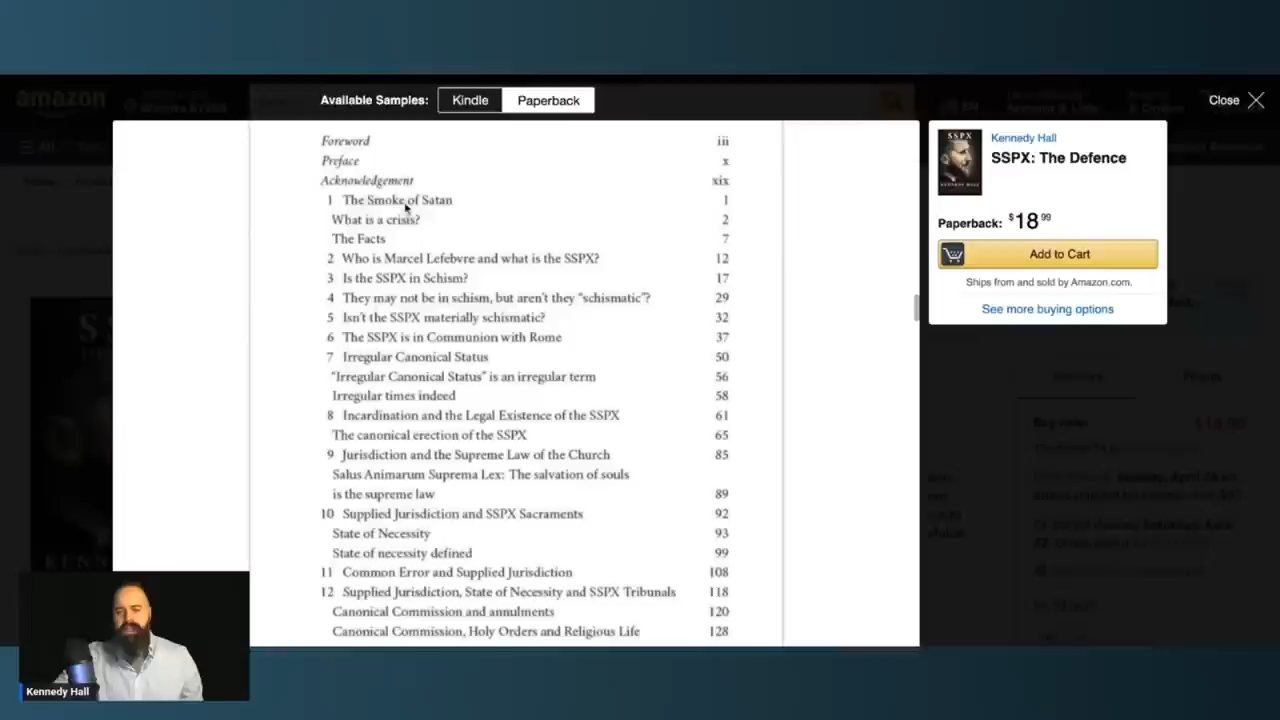 amazon
Available Samples:
Kindle
Paperback
Close
Foreword iii
Preface x
Acknowledgement xix
1 The Smoke of Satan 1
What is a crisis? 2
The Facts 7
2 Who is Marcel Lefebvre and what is the SSPX? 12
3 Is the SSPX in Schism? 17
4 They may not be in schism, but aren't they "schismatic"? 29
5 Isn't the SSPX materially schismatic? 32
6 The SSPX is in Communion with Rome 37
7 Irregular Canonical Status 50
"Irregular Canonical Status" is an irregular term 56
Irregular times indeed 58
8 Incardination and the Legal Existence of the SSPX 61
The canonical erection of the SSPX 65
9 Jurisdiction and the Supreme Law of the Church 85
Salus Animarum Suprema Lex: The salvation of souls
is the supreme law 89
10 Supplied Jurisdiction and SSPX Sacraments 92
State of Necessity 93
State of necessity defined 99
11 Common Error and Supplied Jurisdiction 108
12 Supplied Jurisdiction, State of Necessity and SSPX Tribunals 118
Canonical Commission and annulments 120
Canonical Commission, Holy Orders and Religious Life 128
SSPX
KENNEDY HALL
Kennedy Hall
SSPX: The Defence
Paperback: $18 99
Add to Cart
Ships from and sold by Amazon.com.
See more buying options
Kennedy Hall